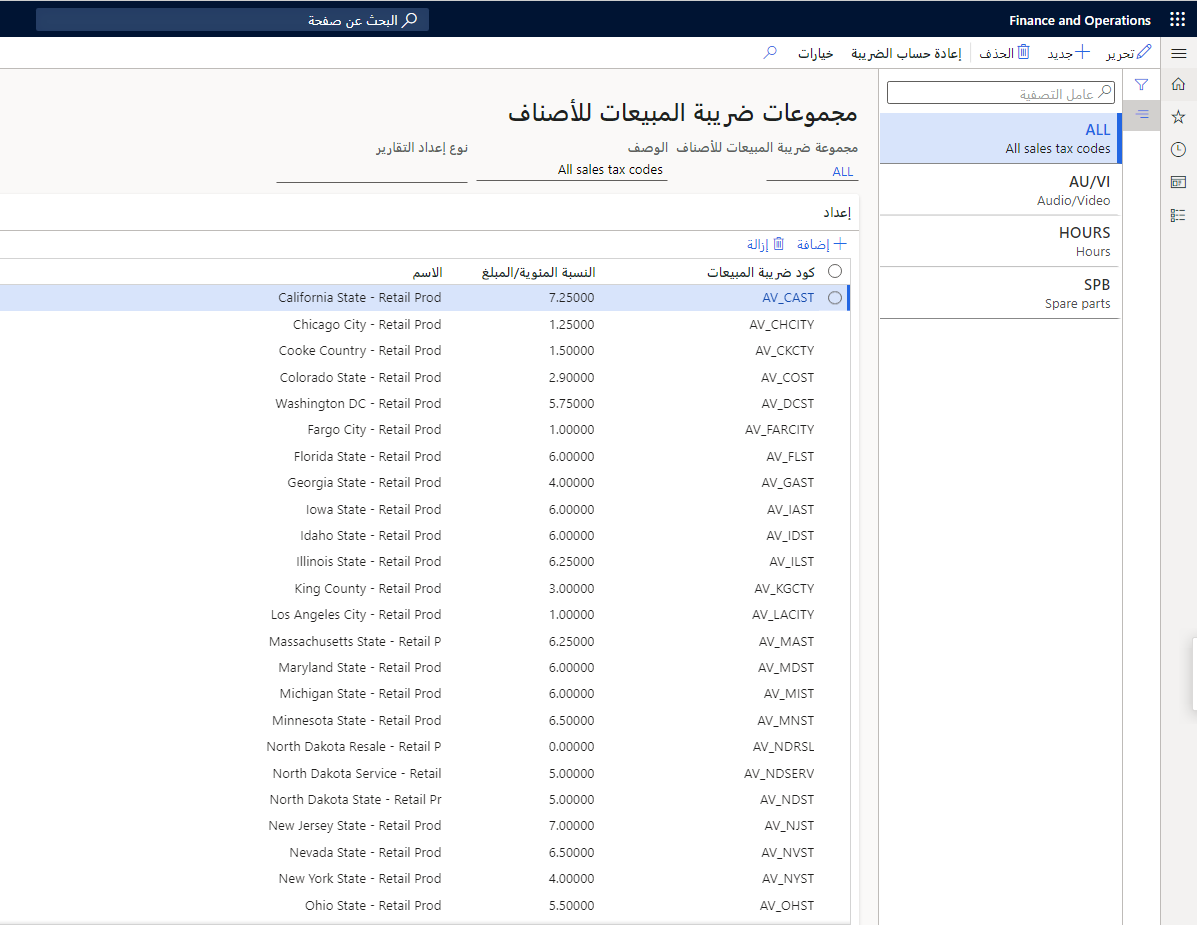 Finance and Operations
البحث عن صفحة
تحرير
جديد
الحذف
إعادة حساب الضريبة
خيارات
عامل التصفية
ALL
All sales tax codes
AU/VI
Audio/Video
HOURS
Hours
SPB
Spare parts
مجموعات ضريبة المبيعات للأصناف
مجموعة ضريبة المبيعات للأصناف الوصف نوع إعداد التقارير
ALL All sales tax codes
إعداد
إضافة إزالة
كود ضريبة المبيعات النسبة المئوية/المبلغ الاسم
AV_CAST 7.25000 California State - Retail Prod
AV_CHCITY 1.25000 Chicago City - Retail Prod
AV_CKCTY 1.50000 Cooke Country - Retail Prod
AV_COST 2.90000 Colorado State - Retail Prod
AV_DCST 5.75000 Washington DC - Retail Prod
AV_FARCITY 1.00000 Fargo City - Retail Prod
AV_FLST 6.00000 Florida State - Retail Prod
AV_GAST 4.00000 Georgia State - Retail Prod
AV_IAST 6.00000 Iowa State - Retail Prod
AV_IDST 6.00000 Idaho State - Retail Prod
AV_ILST 6.25000 Illinois State - Retail Prod
AV_KGCTY 3.00000 King County - Retail Prod
AV_LACITY 1.00000 Los Angeles City - Retail Prod
AV_MAST 6.25000 Massachusetts State - Retail P
AV_MDST 6.00000 Maryland State - Retail Prod
AV_MIST 6.00000 Michigan State - Retail Prod
AV_MNST 6.50000 Minnesota State - Retail Prod
AV_NDRSL 0.00000 North Dakota Resale - Retail P
AV_NDSERV 5.00000 North Dakota Service - Retail
AV_NDST 5.00000 North Dakota State - Retail Pr
AV_NJST 7.00000 New Jersey State - Retail Prod
AV_NVST 6.50000 Nevada State - Retail Prod
AV_NYST 4.00000 New York State - Retail Prod
AV_OHST 5.50000 Ohio State - Retail Prod